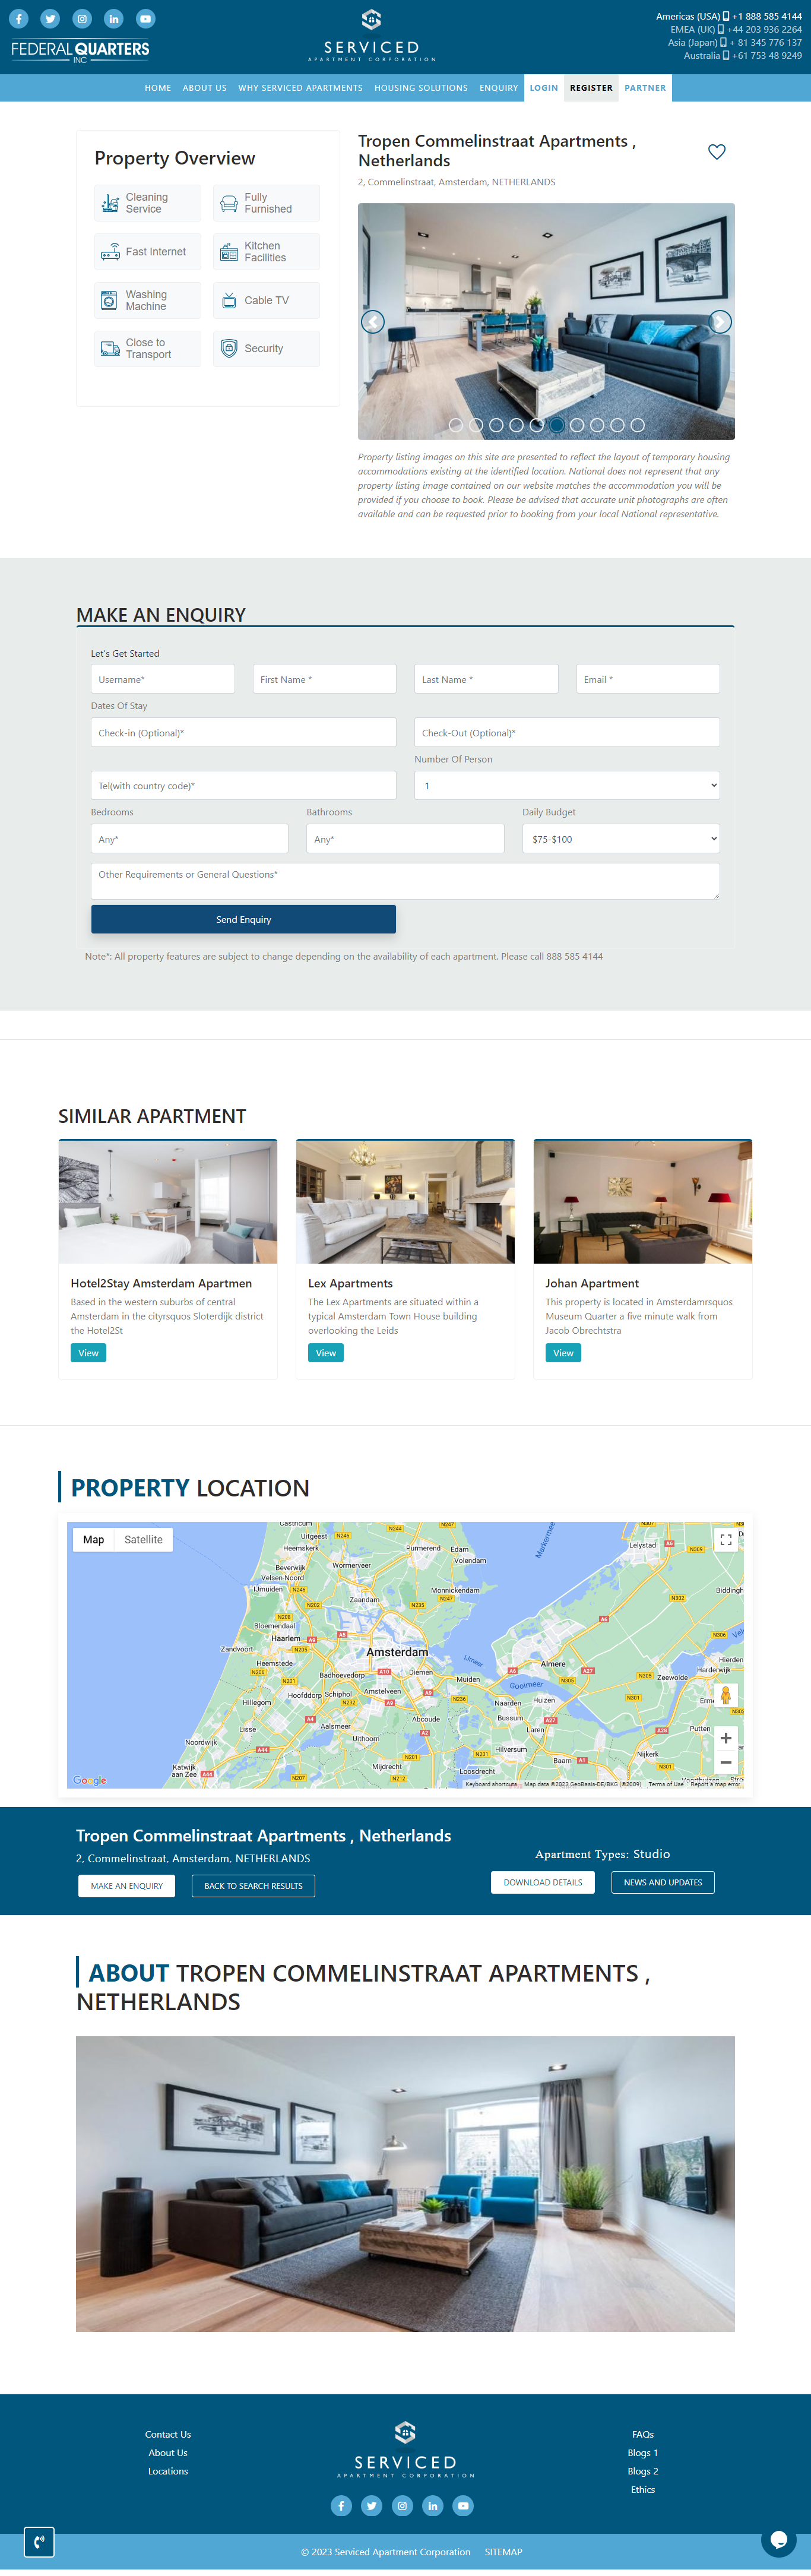 FEDERAL QUARTERS
INC
SERVICED
APARTMENT CORPORATION
Americas (USA) +1 888 585 4144
EMEA (UK) +44 203 936 2264
Asia (Japan) + 81 345 776 137
Australia +61 753 48 9249
HOME ABOUT US WHY SERVICED APARTMENTS HOUSING SOLUTIONS ENQUIRY LOGIN REGISTER PARTNER
Property Overview
Cleaning Service
Fully Furnished
Fast Internet
Kitchen Facilities
Washing Machine
Cable TV
Close to Transport
Security
Tropen Commelinstraat Apartments ,
Netherlands
2, Commelinstraat, Amsterdam, NETHERLANDS
Property listing images on this site are presented to reflect the layout of temporary housing
accommodations existing at the identified location. National does not represent that any
property listing image contained on our website matches the accommodation you will be
provided if you choose to book. Please be advised that accurate unit photographs are often
available and can be requested prior to booking from your local National representative.
MAKE AN ENQUIRY
Let's Get Started
Username* First Name * Last Name * Email *
Dates Of Stay
Check-in (Optional)* Check-Out (Optional)*
Number Of Person
Tel(with country code)* 1
Bedrooms Bathrooms Daily Budget
Any* Any* $75-$100
Other Requirements or General Questions*
Send Enquiry
Note*: All property features are subject to change depending on the availability of each apartment. Please call 888 585 4144
SIMILAR APARTMENT
Hotel2Stay Amsterdam Apartmen
Based in the western suburbs of central
Amsterdam in the cityrsquos Sloterdijk district
the Hotel2St
View
Lex Apartments
The Lex Apartments are situated within a
typical Amsterdam Town House building
overlooking the Leids
View
Johan Apartment
This property is located in Amsterdamrsquos
Museum Quarter a five minute walk from
Jacob Obrechtstra
View
PROPERTY LOCATION
Map Satellite
Castricum
Uitgeest
Heemskerk
Beverwijk
Velsen-Noord
IJmuiden
Wormerveer
Purmerend
Edam
Volendam
Markermeer
Lelystad
Biddingh
Zaandam
Monnickendam
Bloemendaal
Haarlem
Zandvoort
Heemstede
Amsterdam
IJmeer
Almere
Zeewolde
Harderwijk
Hierden
Badhoevedorp
Diemen
Muiden
Gooimeer
Hoofddorp Schiphol
Amstelveen
Naarden
Huizen
Hillegom
Bussum
Laren
Abcoude
Lisse
Aalsmeer
Uithoorn
Hilversum
Baarn
Putten
Nijkerk
Noordwijk
Katwijk
aan Zee
Mijdrecht
Loosdrecht
Google
Keyboard shortcuts Map data ©2023 GeoBasis-DE/BKG (©2009) Terms of Use Report a map error
Tropen Commelinstraat Apartments , Netherlands
2, Commelinstraat, Amsterdam, NETHERLANDS
MAKE AN ENQUIRY BACK TO SEARCH RESULTS
Apartment Types: Studio
DOWNLOAD DETAILS NEWS AND UPDATES
ABOUT TROPEN COMMELINSTRAAT APARTMENTS ,
NETHERLANDS
Contact Us
About Us
Locations
SERVICED
APARTMENT CORPORATION
FAQs
Blogs 1
Blogs 2
Ethics
© 2023 Serviced Apartment Corporation SITEMAP